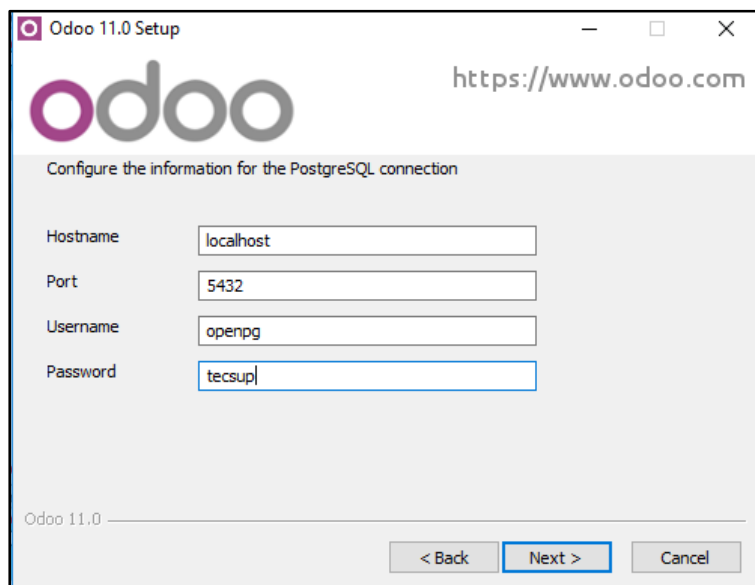 Odoo 11.0 Setup
odoo
https://www.odoo.com
Configure the information for the PostgreSQL connection
Hostname localhost
Port 5432
Username openpg
Password tecsup
Odoo 11.0
< Back Next > Cancel